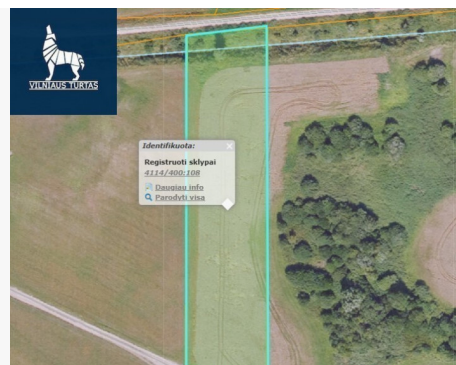 VILNIAUS TURTAS
Identifikuota:
Registruoti sklypai
4114/400:108
Daugiau info
Parodyti visa